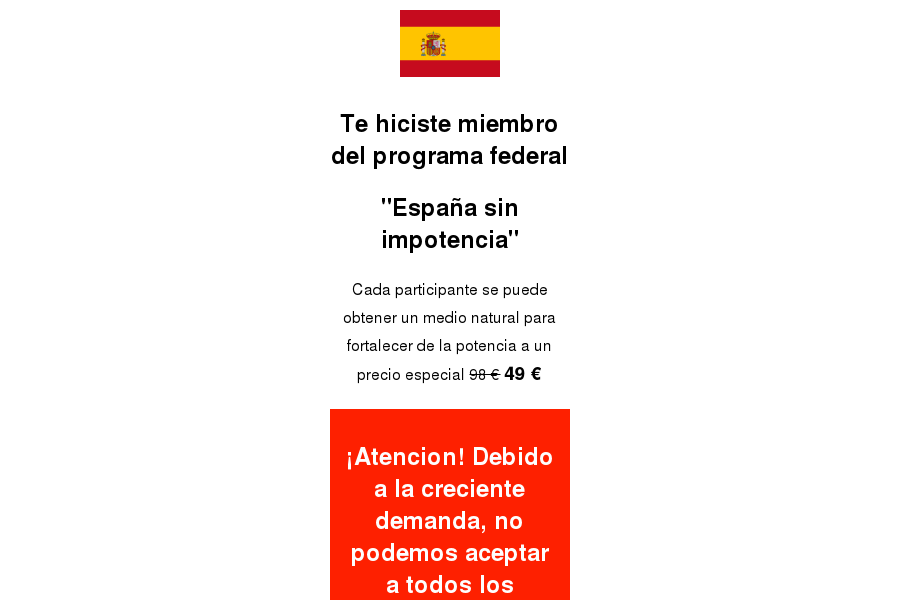 Te hiciste miembro
del programa federal
"España sin
impotencia"
Cada participante se puede
obtener un medio natural para
fortalecer de la potencia a un
precio especial 98 € 49 €
¡Atencion! Debido
a la creciente
demanda, no
podemos aceptar
a todos los